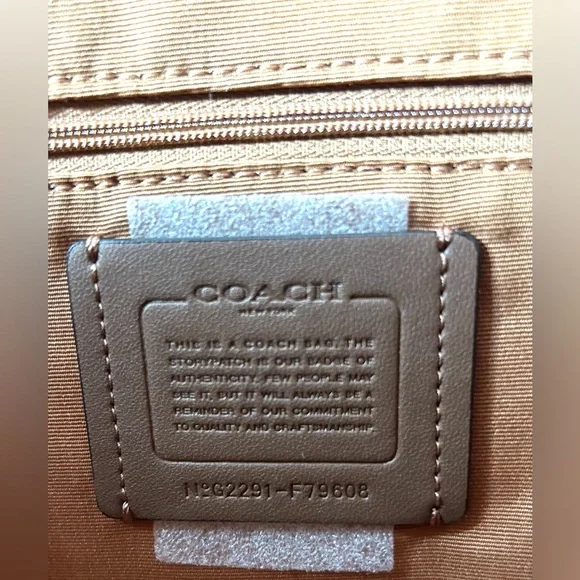 COACH
NEW YORK
THIS IS A COACH BAG. THE
STORYPATCH IS OUR BADGE OF
AUTHENTICITY. FEW PEOPLE MAY
SEE IT, BUT IT WILL ALWAYS BE A
REMINDER OF OUR COMMITMENT
TO QUALITY AND CRAFTSMANSHIP.
NºG2291-F79608